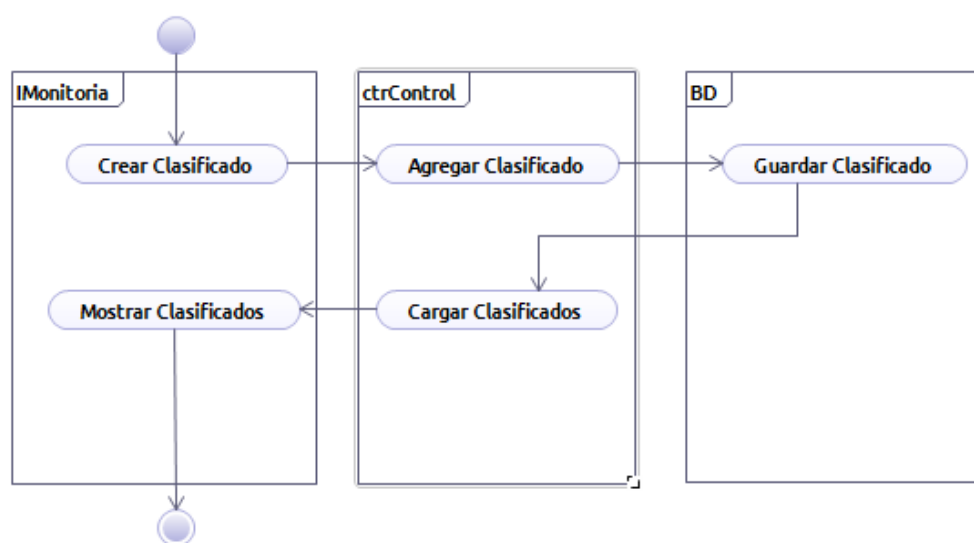 IMonitoria
ctrControl
BD
Crear Clasificado
Agregar Clasificado
Guardar Clasificado
Mostrar Clasificados
Cargar Clasificados